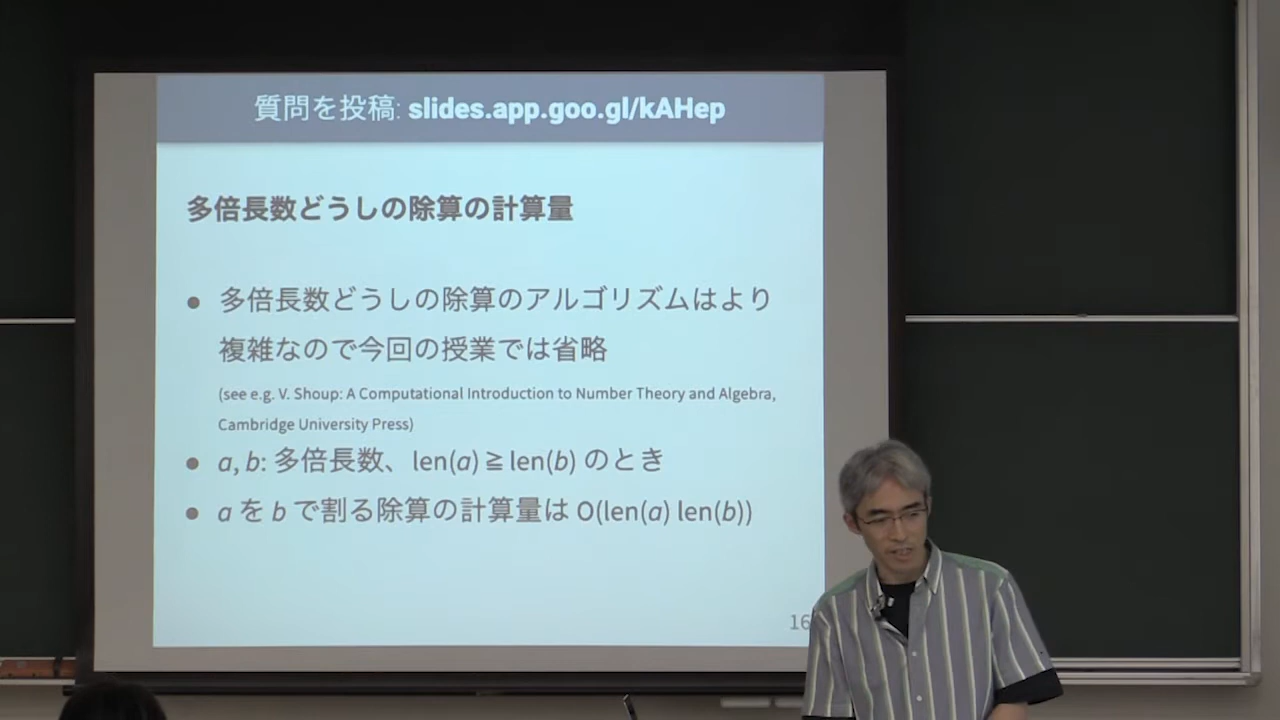 質問を投稿: slides.app.goo.gl/kAHep
多倍長数どうしの除算の計算量
● 多倍長数どうしの除算のアルゴリズムはより
複雑なので今回の授業では省略
(see e.g. V. Shoup: A Computational Introduction to Number Theory and Algebra,
Cambridge University Press)
● a, b: 多倍長数、len(a) ≧ len(b) のとき
● a を b で割る除算の計算量は O(len(a) len(b))
16